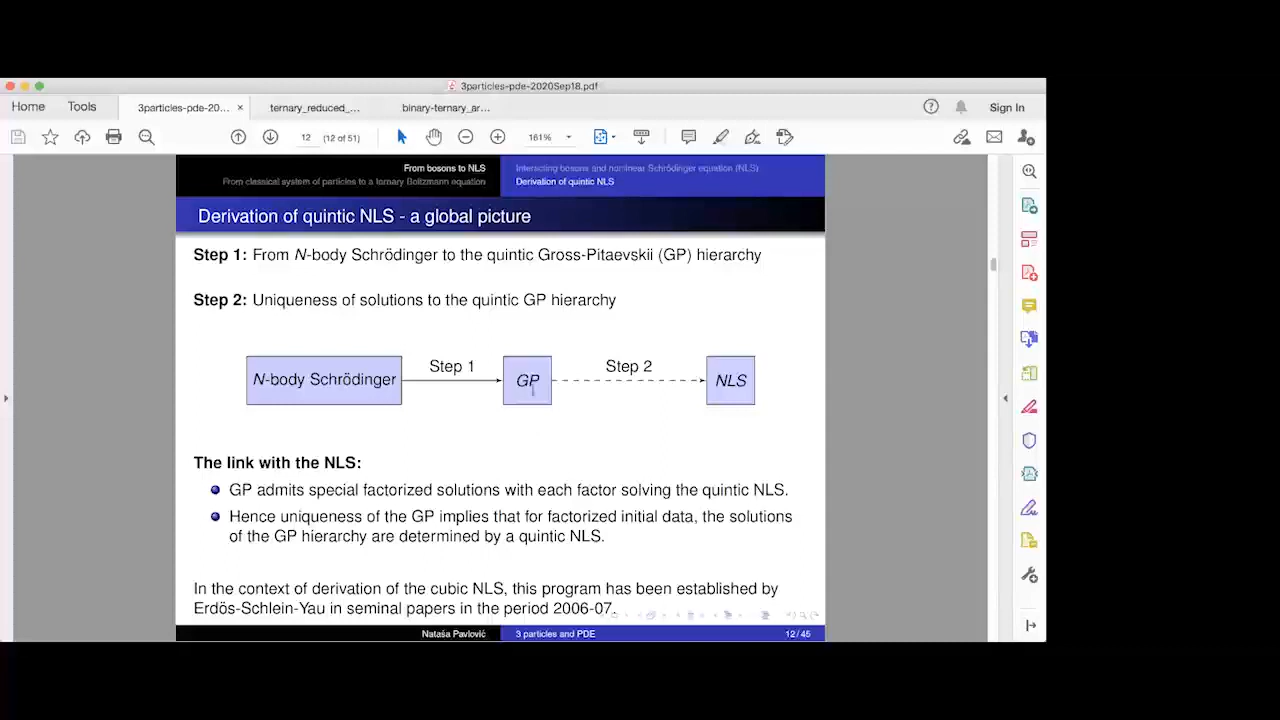 3particles-pde-2020Sep18.pdf
Home Tools 3particles-pde-20... × ternary_reduced_... binary-ternary_ar... Sign In
12 (12 of 51) 161%
From bosons to NLS
From classical system of particles to a ternary Boltzmann equation
Interacting bosons and nonlinear Schrödinger equation (NLS)
Derivation of quintic NLS
Derivation of quintic NLS - a global picture
Step 1: From N-body Schrödinger to the quintic Gross-Pitaevskii (GP) hierarchy
Step 2: Uniqueness of solutions to the quintic GP hierarchy
Step 1 Step 2
N-body Schrödinger GP NLS
The link with the NLS:
GP admits special factorized solutions with each factor solving the quintic NLS.
Hence uniqueness of the GP implies that for factorized initial data, the solutions
of the GP hierarchy are determined by a quintic NLS.
In the context of derivation of the cubic NLS, this program has been established by
Erdös-Schlein-Yau in seminal papers in the period 2006-07.
Nataša Pavlović 3 particles and PDE 12/45